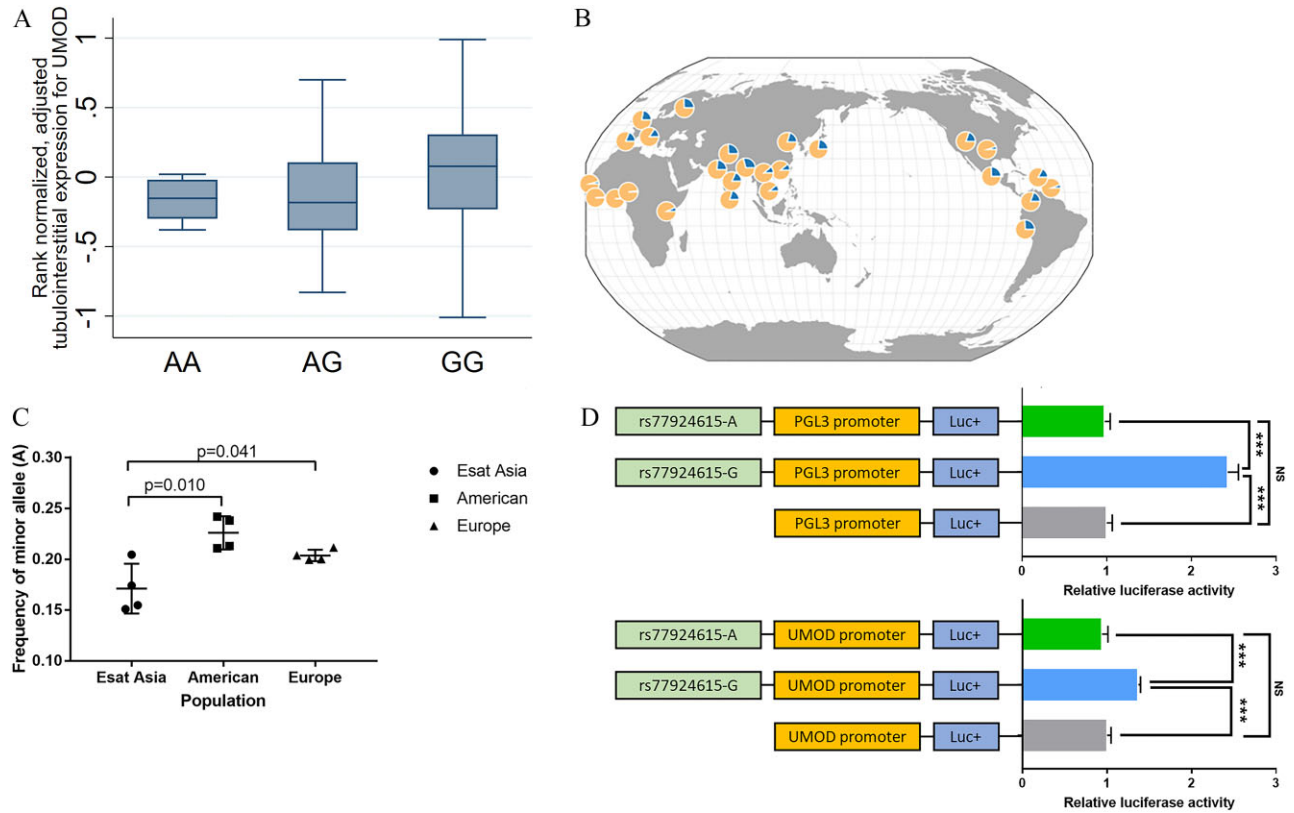 A
Rank normalized, adjusted
tubulointerstitial expression for UMOD
1
.5
0
-.5
-1
AA AG GG
B
C
Frequency of minor allele (A)
0.30
0.25
0.20
0.15
0.10
p=0.041
p=0.010
Esat Asia
American
Europe
Esat Asia American Europe
Population
D
rs77924615-A PGL3 promoter Luc+
rs77924615-G PGL3 promoter Luc+
PGL3 promoter Luc+
***
***
NS
0 1 2 3
Relative luciferase activity
rs77924615-A UMOD promoter Luc+
rs77924615-G UMOD promoter Luc+
UMOD promoter Luc+
***
***
NS
0 1 2 3
Relative luciferase activity